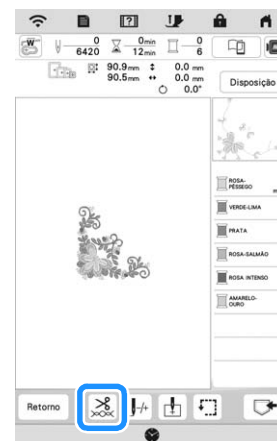 W 0 6420 0min 12min 0 6
90.9mm 0.0 mm
90.5mm 0.0 mm
0.0°
Disposição
ROSA-PÊSSEGO
VERDE-LIMA
PRATA
ROSA-SALMÃO
ROSA INTENSO
AMARELO-OURO
Retorno